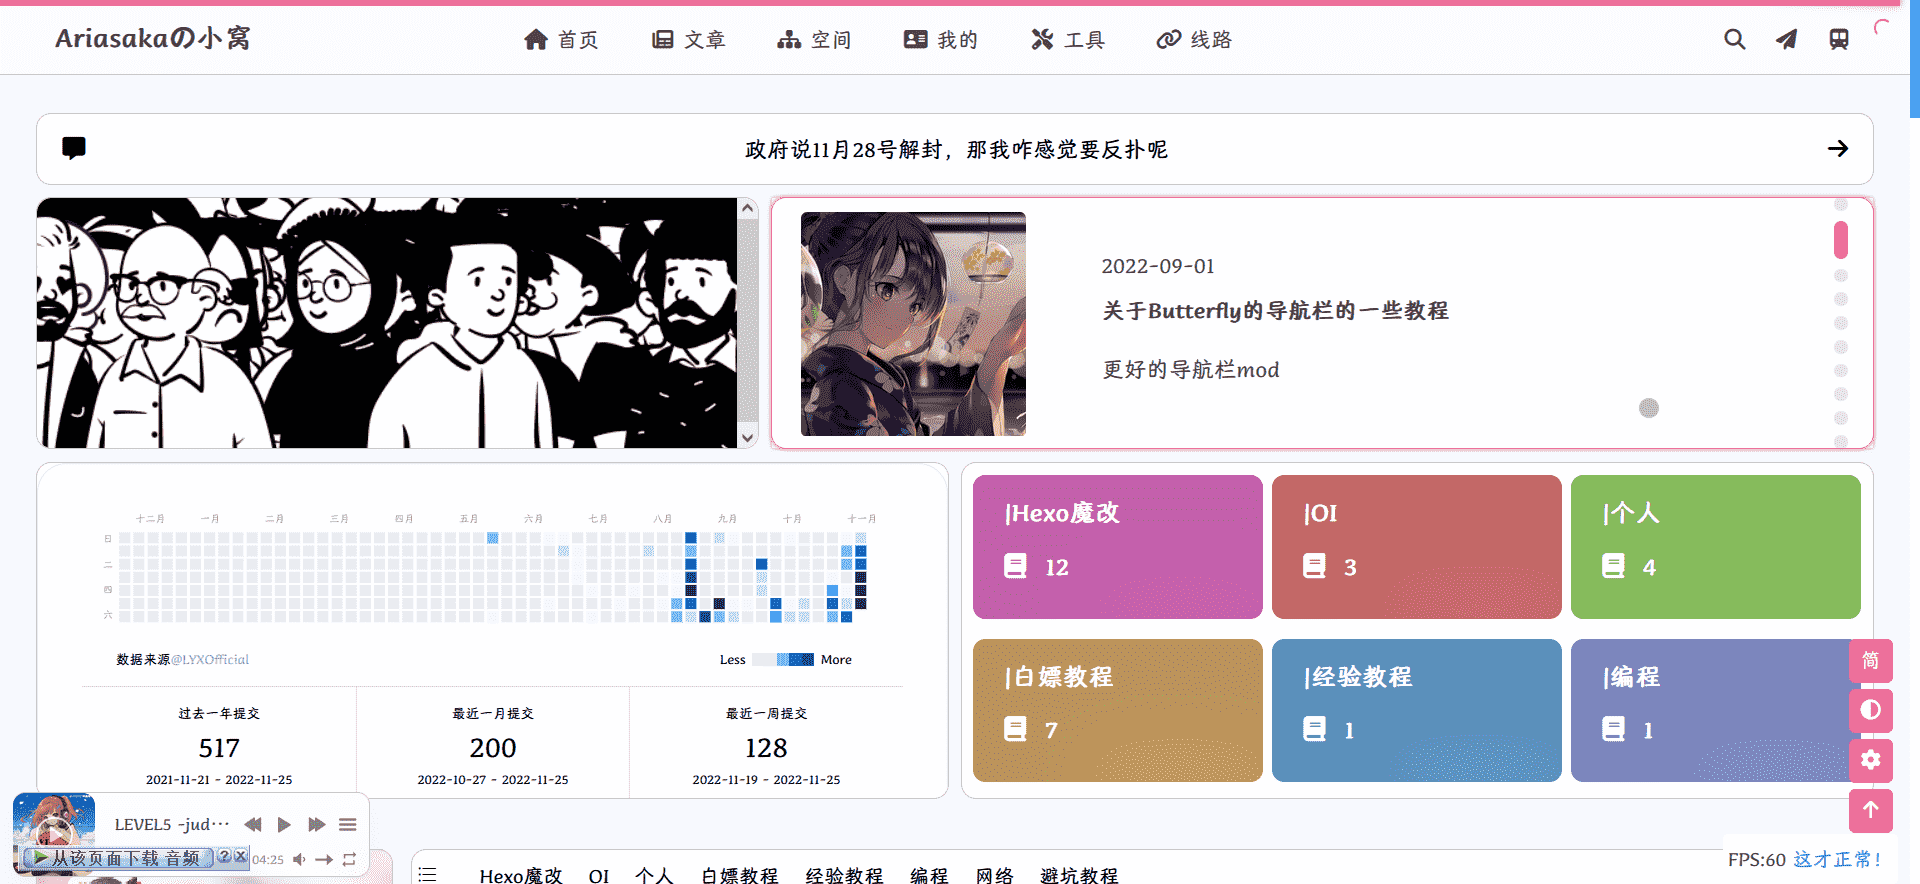 Ariasakaの小窝
首页 文章 空间 我的 工具 线路
政府说11月28号解封，那我咋感觉要反扑呢
2022-09-01
关于Butterfly的导航栏的一些教程
更好的导航栏mod
十二月 一月 二月 三月 四月 五月 六月 七月 八月 九月 十月 十一月
日
二
四
六
数据来源@LYXOfficial
Less More
过去一年提交 最近一月提交 最近一周提交
517 200 128
2021-11-21 - 2022-11-25 2022-10-27 - 2022-11-25 2022-11-19 - 2022-11-25
|Hexo魔改
12
|OI
3
|个人
4
|白嫖教程
7
|经验教程
1
|编程
1
简
LEVEL5 -jud···
从该页面下载 音频 ? X 04:25
Hexo魔改 OI 个人 白嫖教程 经验教程 编程 网络 避坑教程
FPS:60 这才正常!